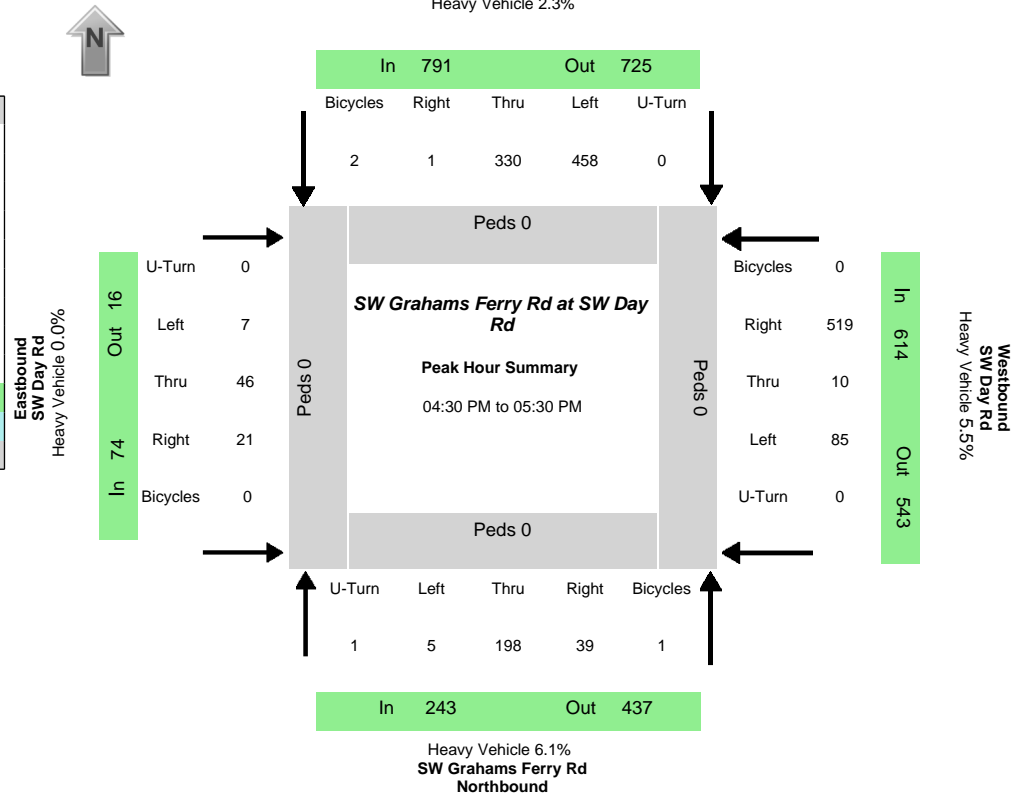 Heavy Vehicle 2.3%
N
In 791 Out 725
Bicycles Right Thru Left U-Turn
2 1 330 458 0
Peds 0
U-Turn 0
Left 7
Thru 46
Right 21
Bicycles 0
Out 16
In 74
Eastbound
SW Day Rd
Heavy Vehicle 0.0%
Peds 0
SW Grahams Ferry Rd at SW Day
Rd
Peak Hour Summary
04:30 PM to 05:30 PM
Peds 0
Bicycles 0
Right 519
Thru 10
Left 85
U-Turn 0
In 614
Out 543
Westbound
SW Day Rd
Heavy Vehicle 5.5%
Peds 0
U-Turn Left Thru Right Bicycles
1 5 198 39 1
In 243 Out 437
Heavy Vehicle 6.1%
SW Grahams Ferry Rd
Northbound